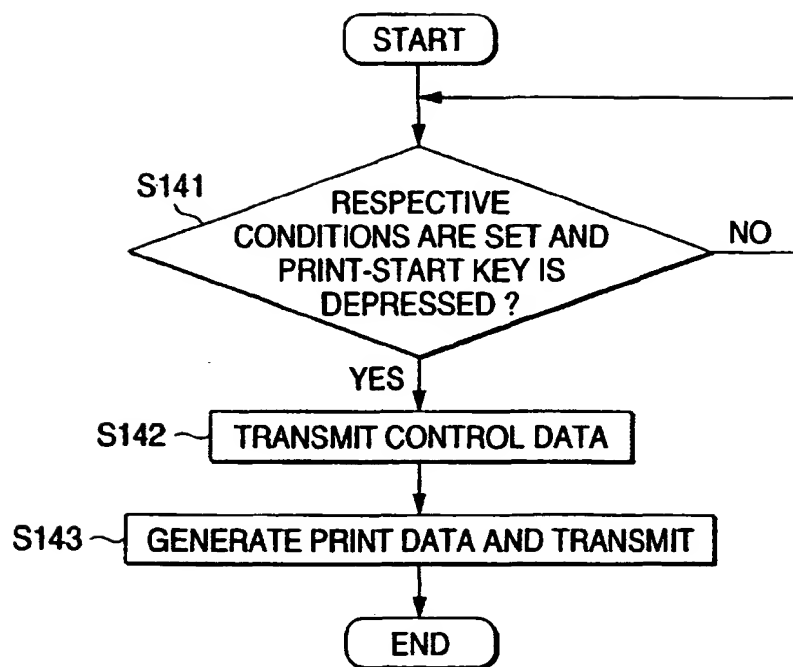 START
S141
RESPECTIVE
CONDITIONS ARE SET AND
PRINT-START KEY IS
DEPRESSED ?
NO
YES
S142
TRANSMIT CONTROL DATA
S143
GENERATE PRINT DATA AND TRANSMIT
END